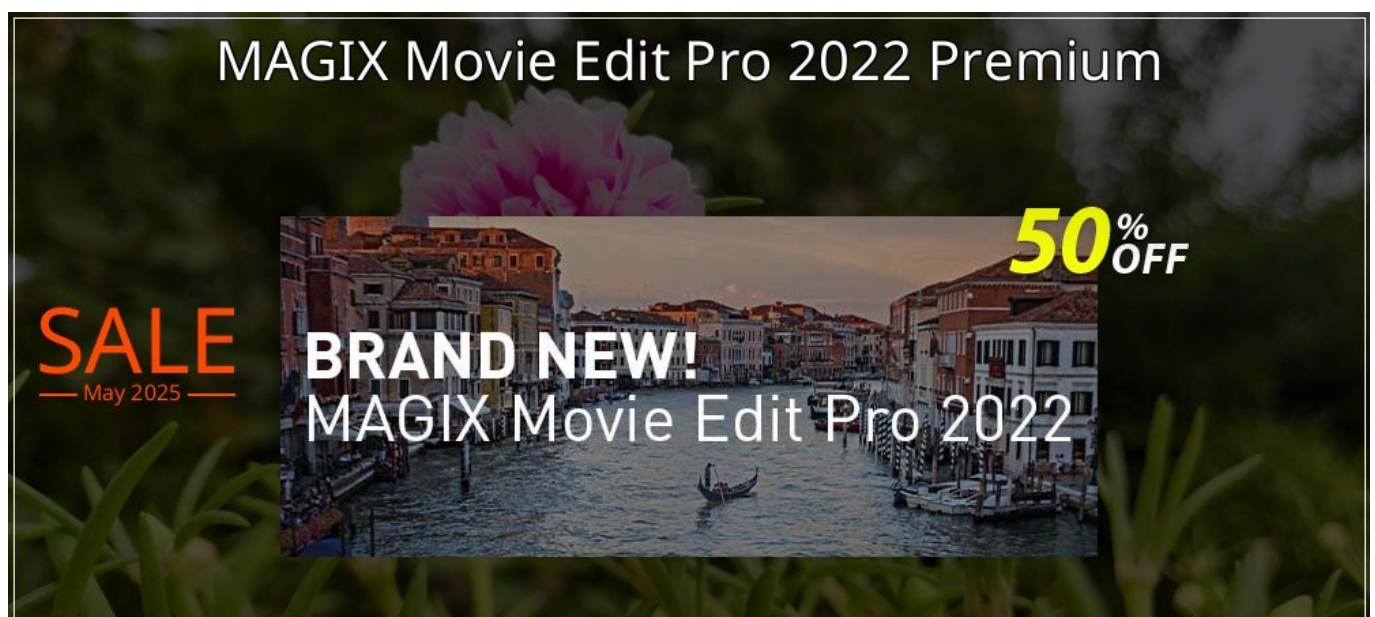 MAGIX Movie Edit Pro 2022 Premium
50%
OFF
SALE
May 2025
BRAND NEW!
MAGIX Movie Edit Pro 2022